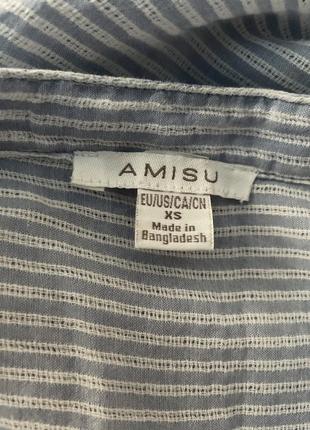 AMISU
EU/US/CA/CN
XS
Made in
Bangladesh